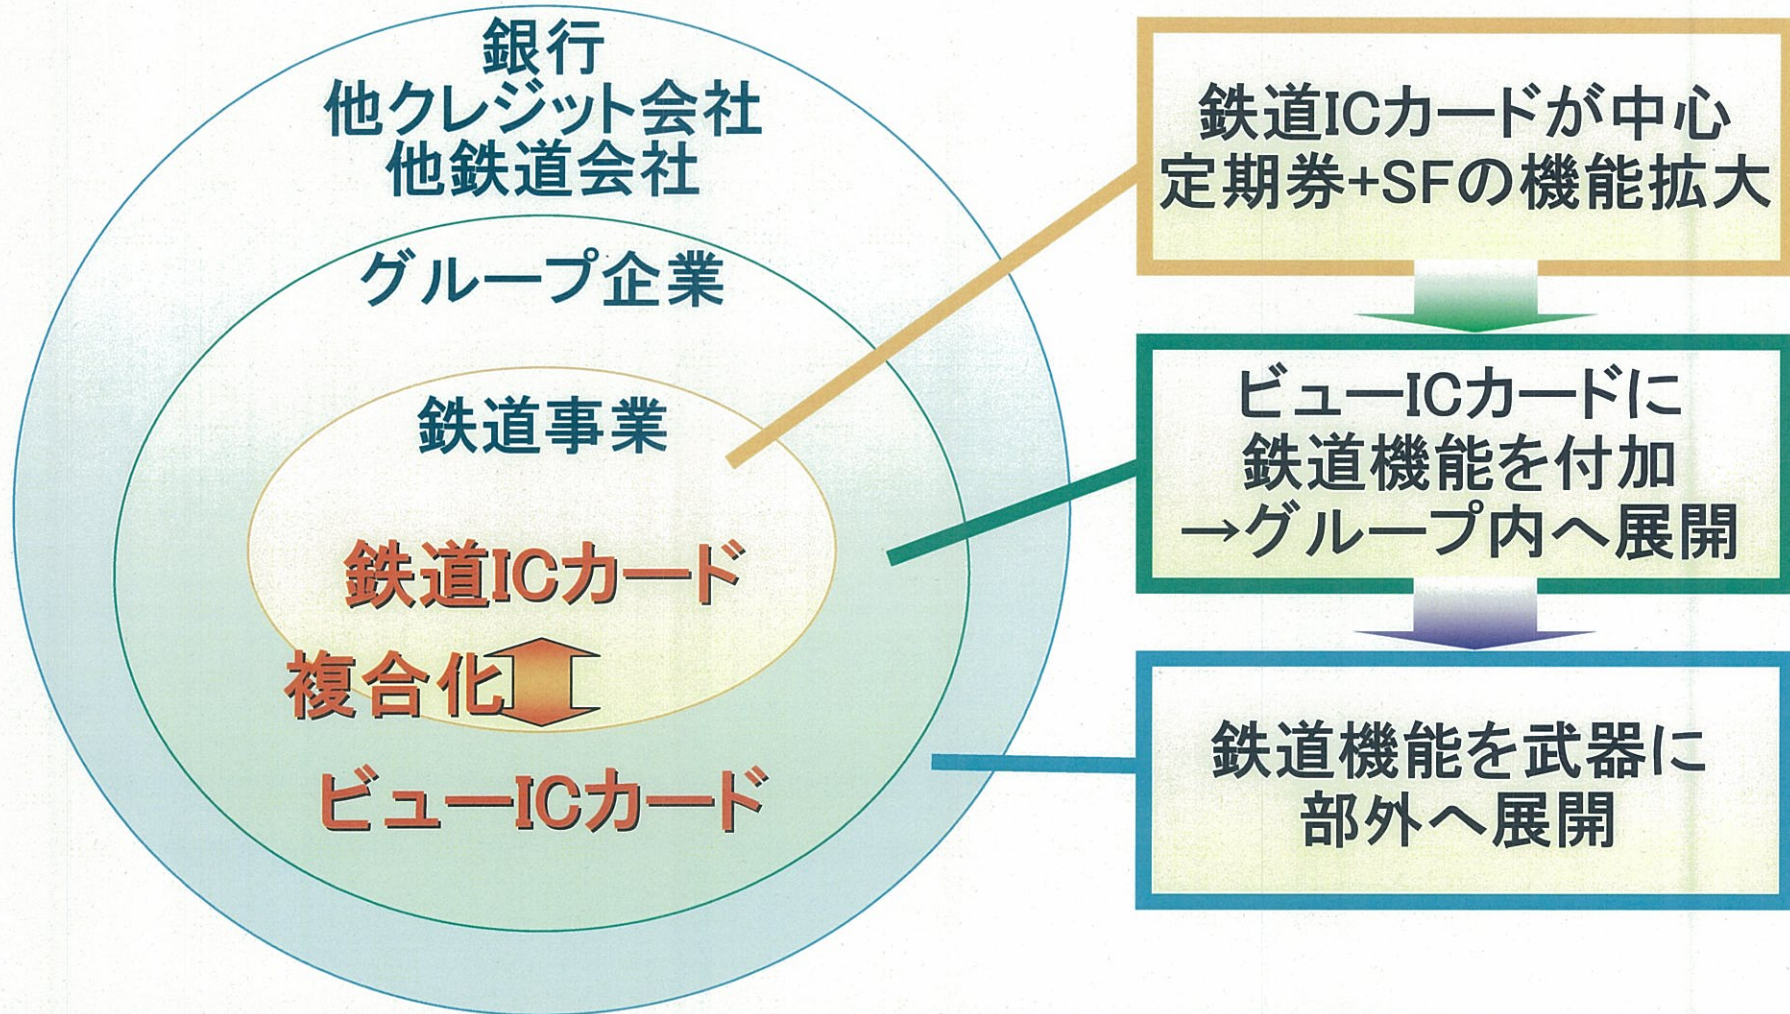 銀行
他クレジット会社
他鉄道会社
グループ企業
鉄道事業
鉄道ICカード
複合化
ビューICカード
鉄道ICカードが中心
定期券+SFの機能拡大
ビューICカードに
鉄道機能を付加
→グループ内へ展開
鉄道機能を武器に
部外へ展開